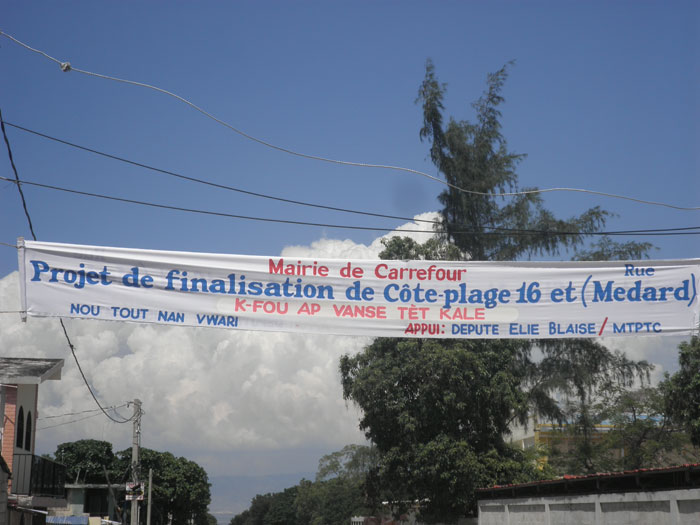 Mairie de Carrefour
Projet de finalisation de Côte-plage 16 et (Rue Medard)
K-FOU AP VANSE TÈT KALE
NOU TOUT NAN VWARI
APPUI: DEPUTE ELIE BLAISE/ MTPTC